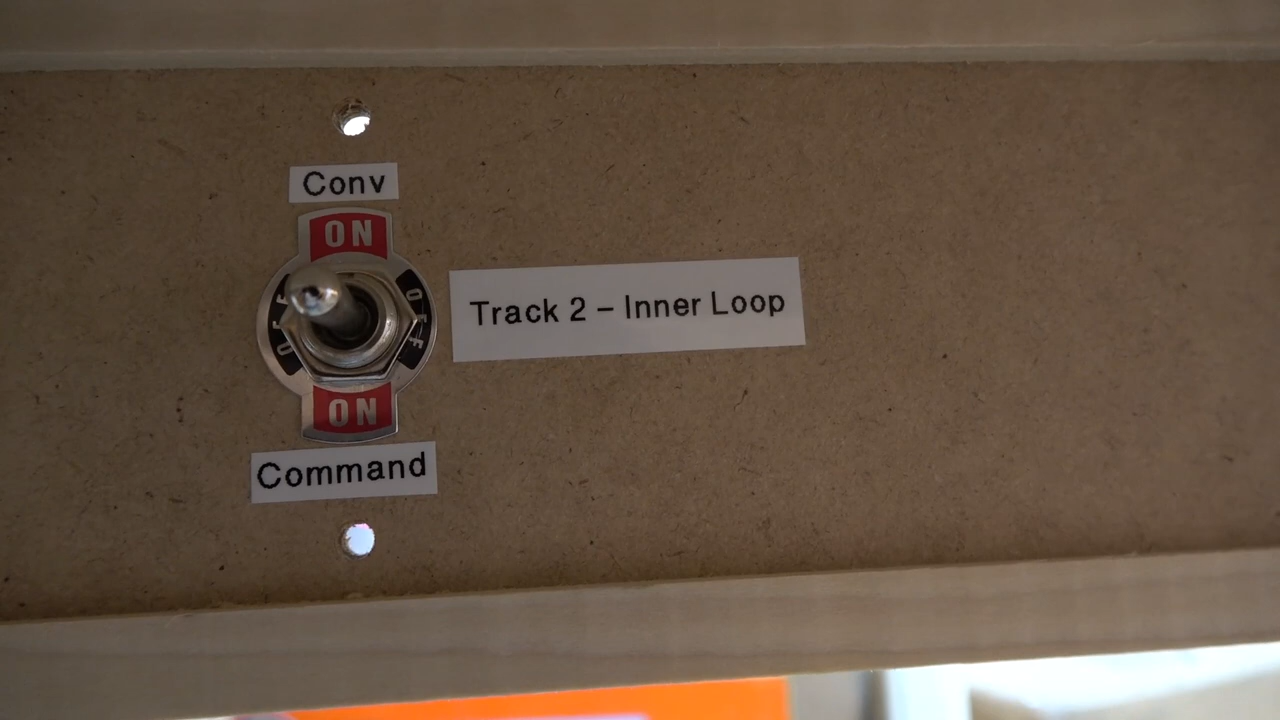 Conv
ON
OFF
OFF
Track 2 – Inner Loop
ON
Command